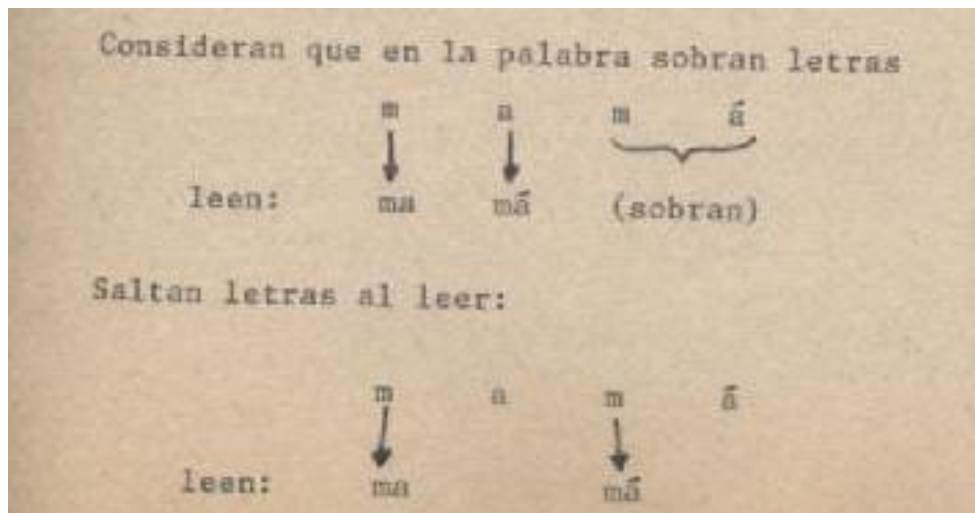 Consideran que en la palabra sobran letras
m a m á
leen: ma má (sobran)
Saltan letras al leer:
m a m á
leen: ma má